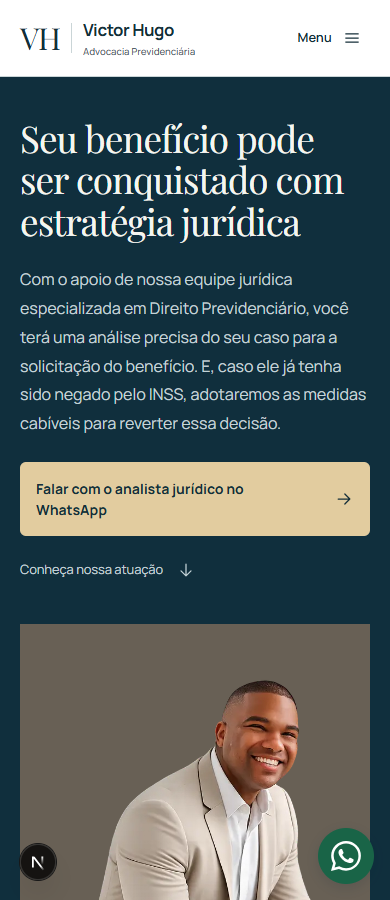 VH
Victor Hugo
Advocacia Previdenciária
Menu
Seu benefício pode
ser conquistado com
estratégia jurídica
Com o apoio de nossa equipe jurídica
especializada em Direito Previdenciário, você
terá uma análise precisa do seu caso para a
solicitação do benefício. E, caso ele já tenha
sido negado pelo INSS, adotaremos as medidas
cabíveis para reverter essa decisão.
Falar com o analista jurídico no
WhatsApp
Conheça nossa atuação
N